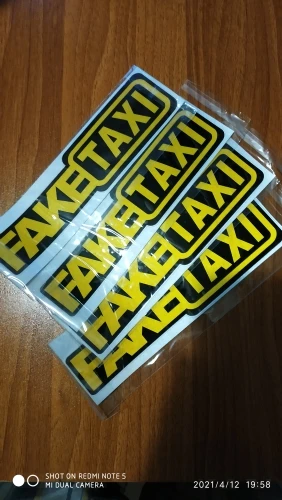 FAKE TAXI
FAKE TAXI
FAKE TAXI
FAKE TAXI
SHOT ON REDMI NOTE 5
MI DUAL CAMERA
2021/4/12 19:58